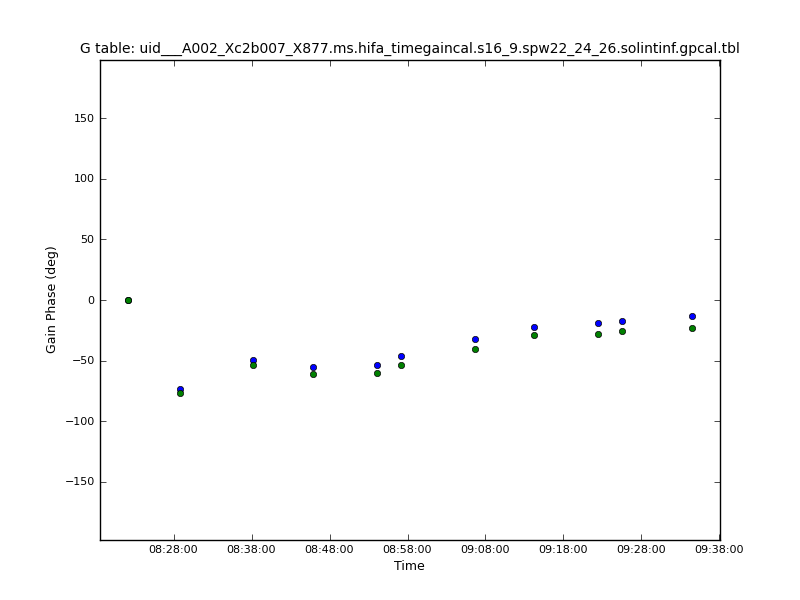 G table: uid___A002_Xc2b007_X877.ms.hifa_timegaincal.s16_9.spw22_24_26.solintinf.gpcal.tbl
150
100
50
0
−50
−100
−150
Gain Phase (deg)
08:28:00 08:38:00 08:48:00 08:58:00 09:08:00 09:18:00 09:28:00 09:38:00
Time